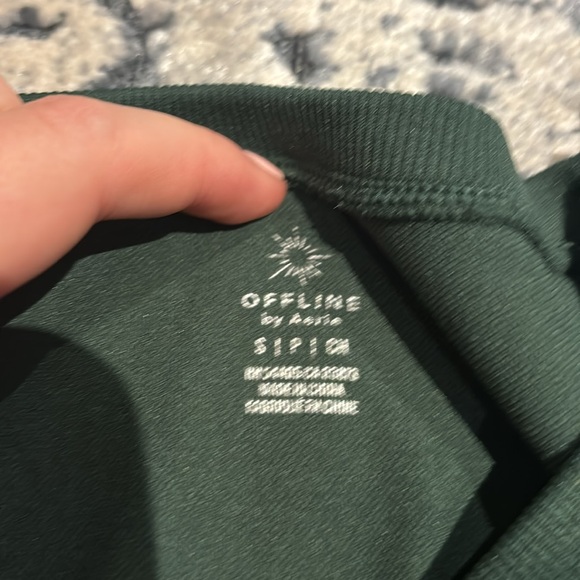 OFFLINE
by Aerie
S | P | CH
MADE IN CHINA
FABRIQUÉ EN CHINE